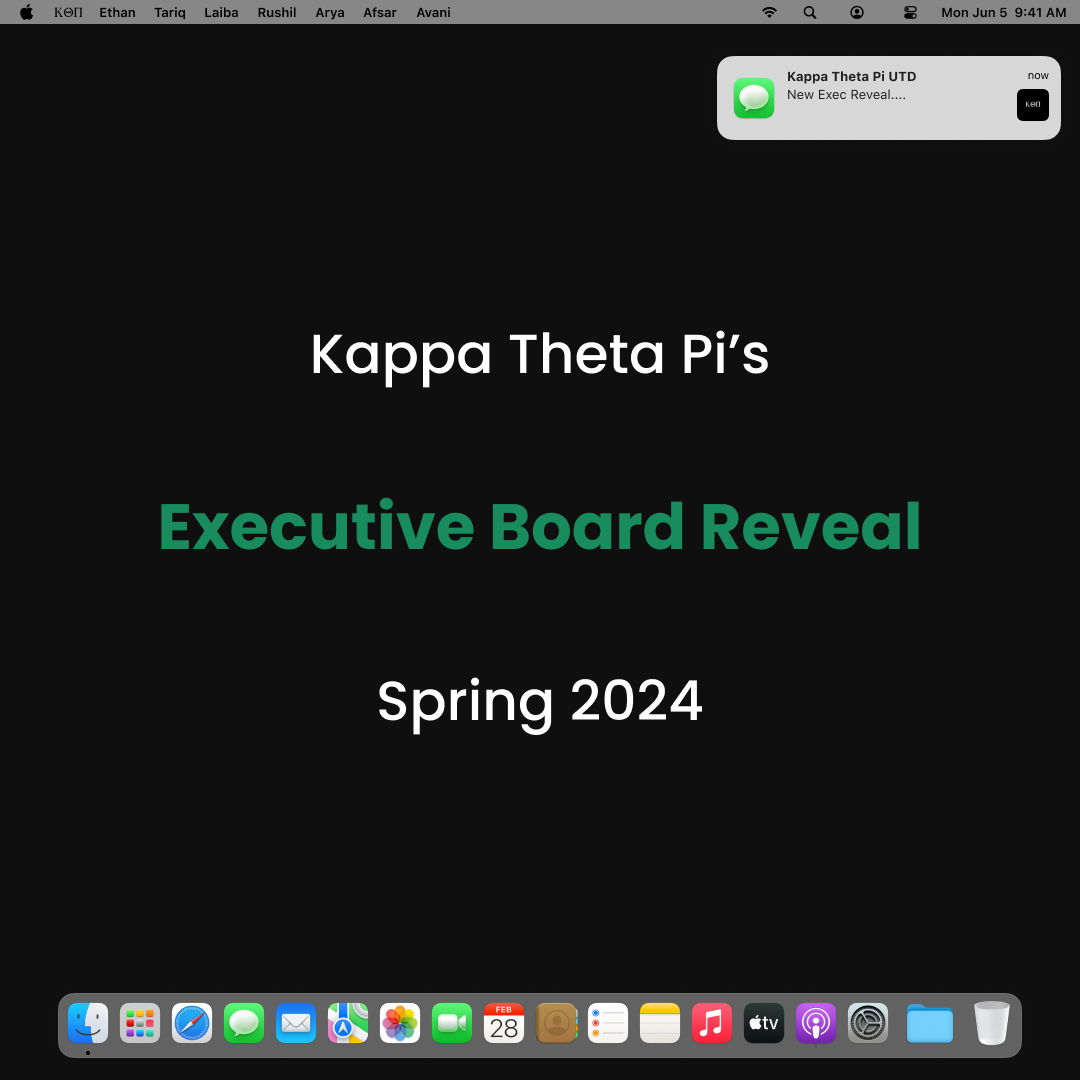 ΚΘΠ Ethan Tariq Laiba Rushil Arya Afsar Avani Mon Jun 5 9:41 AM
Kappa Theta Pi UTD now
New Exec Reveal....
ΚΘΠ
Kappa Theta Pi’s
Executive Board Reveal
Spring 2024
FEB
28
tv